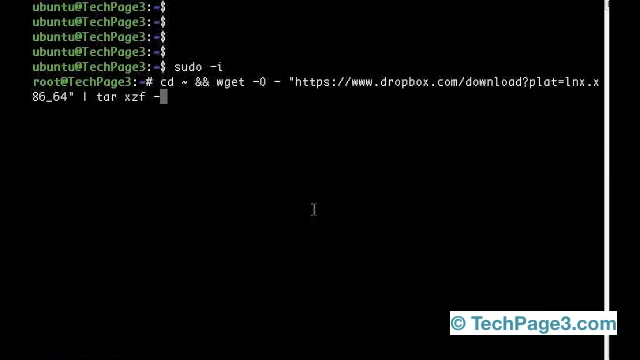 ubuntu@TechPage3:~$
ubuntu@TechPage3:~$
ubuntu@TechPage3:~$
ubuntu@TechPage3:~$
ubuntu@TechPage3:~$ sudo -i
root@TechPage3:~# cd ~ && wget -O - "https://www.dropbox.com/download?plat=lnx.x
86_64" | tar xzf -
© TechPage3.com